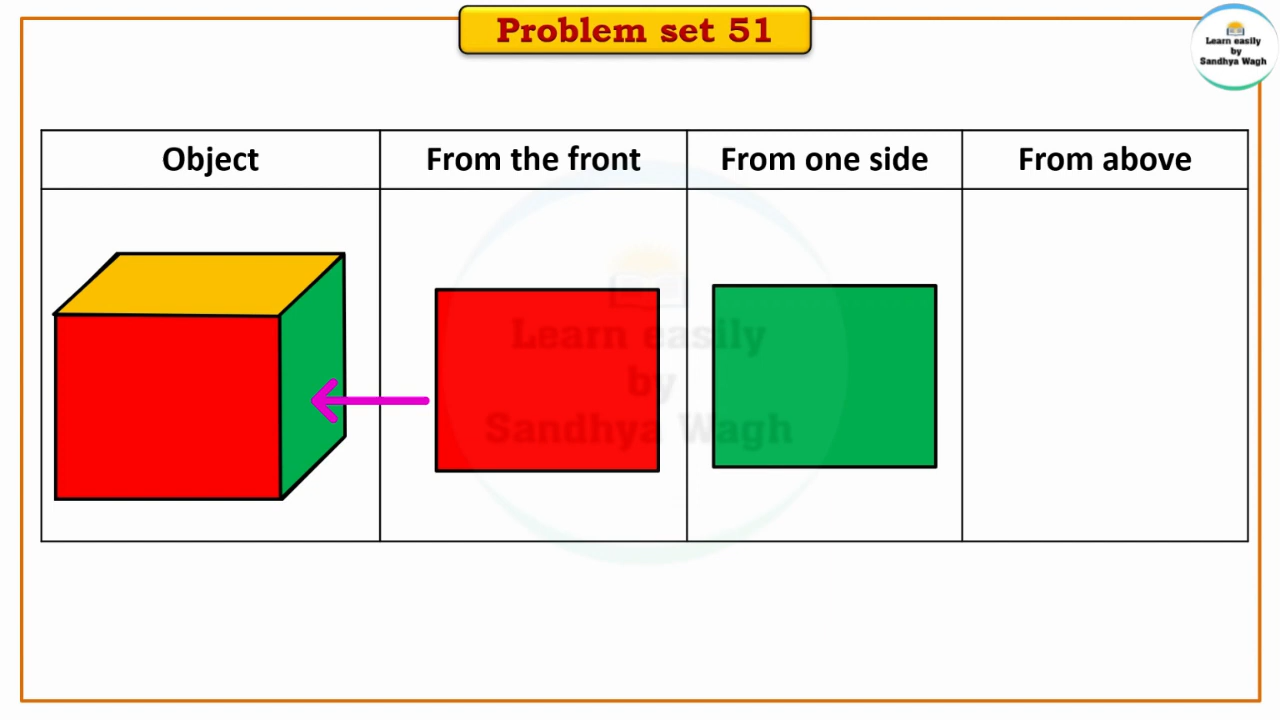 Problem set 51
Learn easily
by
Sandhya Wagh
Object
From the front
From one side
From above
Learn easily
by
Sandhya Wagh